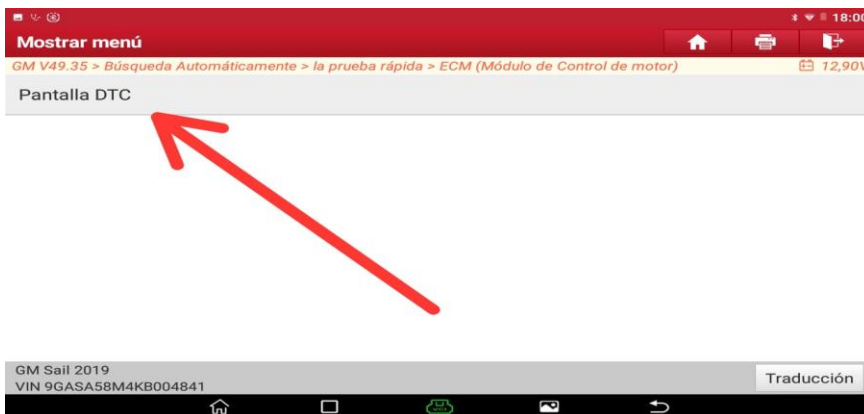 18:00
Mostrar menú
GM V49.35 > Búsqueda Automáticamente > la prueba rápida > ECM (Módulo de Control de motor) 12,90V
Pantalla DTC
GM Sail 2019
VIN 9GASA58M4KB004841
Traducción
VCI